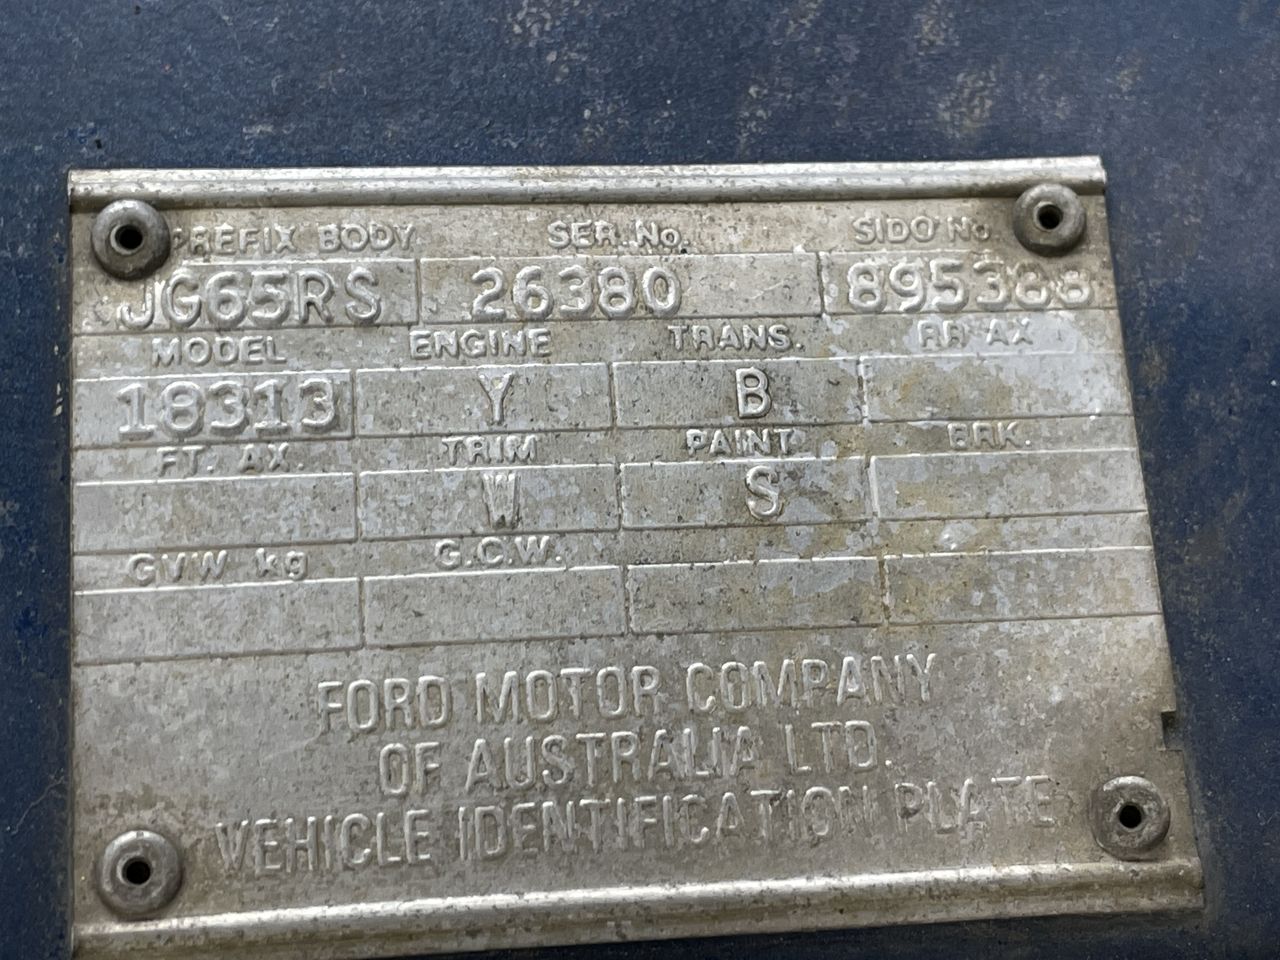 PREFIX BODY SER. No. SIDO No
JG65RS 26380 895388
MODEL ENGINE TRANS. RR AX
18313 Y B
FT. AX. TRIM PAINT BRK.
W S
GVW kg G.C.W.
FORD MOTOR COMPANY
OF AUSTRALIA LTD.
VEHICLE IDENTIFICATION PLATE